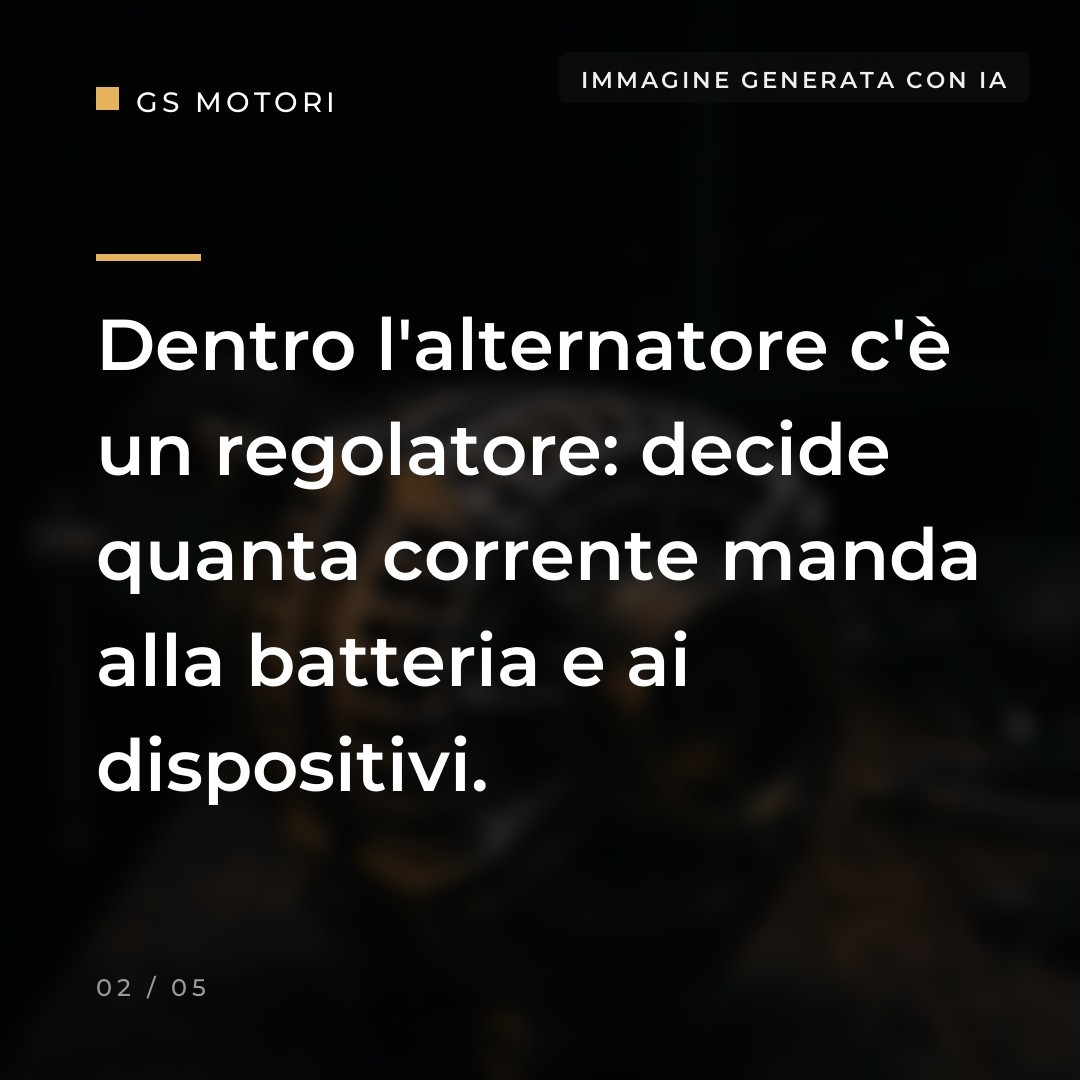 GS MOTORI
IMMAGINE GENERATA CON IA
Dentro l'alternatore c'è
un regolatore: decide
quanta corrente manda
alla batteria e ai
dispositivi.
02 / 05